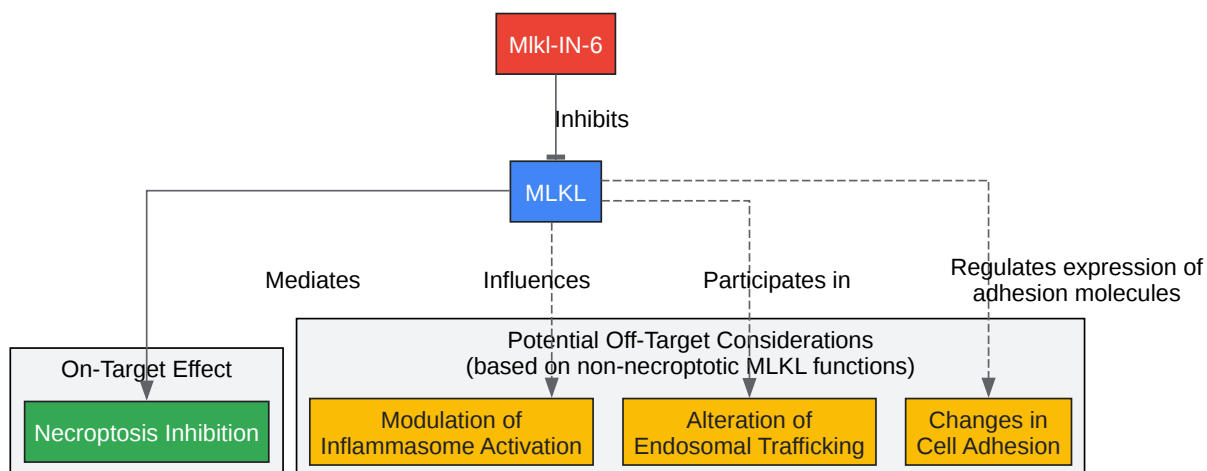 Mlkl-IN-6
Inhibits
MLKL
Mediates
Influences
Participates in
Regulates expression of
adhesion molecules
On-Target Effect
Necroptosis Inhibition
Potential Off-Target Considerations
(based on non-necroptotic MLKL functions)
Modulation of
Inflammasome Activation
Alteration of
Endosomal Trafficking
Changes in
Cell Adhesion